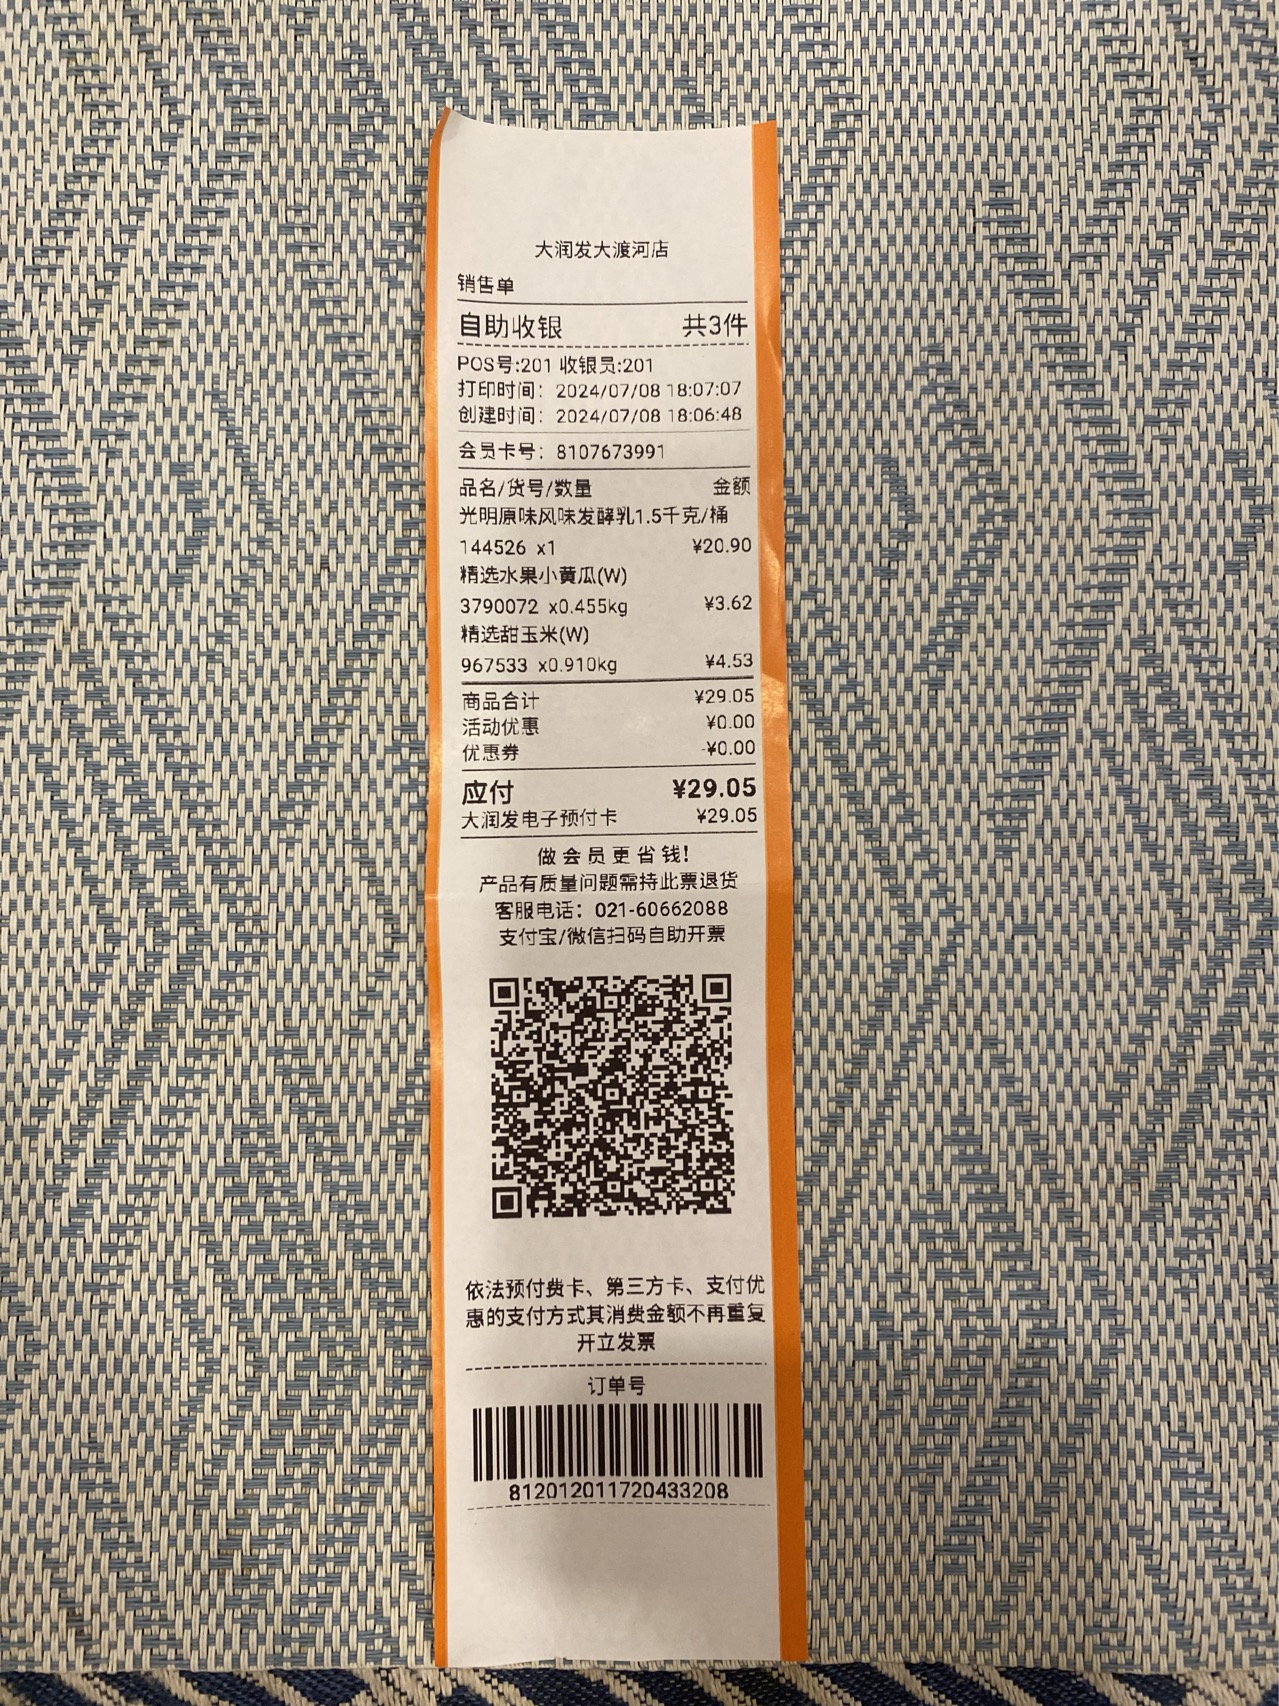 大润发大渡河店
销售单
自助收银 共3件
POS号:201 收银员:201
打印时间：2024/07/08 18:07:07
创建时间：2024/07/08 18:06:48
会员卡号：8107673991
品名/货号/数量 金额
光明原味风味发酵乳1.5千克/桶
144526 x1 ¥20.90
精选水果小黄瓜(W)
3790072 x0.455kg ¥3.62
精选甜玉米(W)
967533 x0.910kg ¥4.53
商品合计 ¥29.05
活动优惠 ¥0.00
优惠券 -¥0.00
应付 ¥29.05
大润发电子预付卡 ¥29.05
做会员更省钱!
产品有质量问题需持此票退货
客服电话：021-60662088
支付宝/微信扫码自助开票
依法预付费卡、第三方卡、支付优
惠的支付方式其消费金额不再重复
开立发票
订单号
812012011720433208